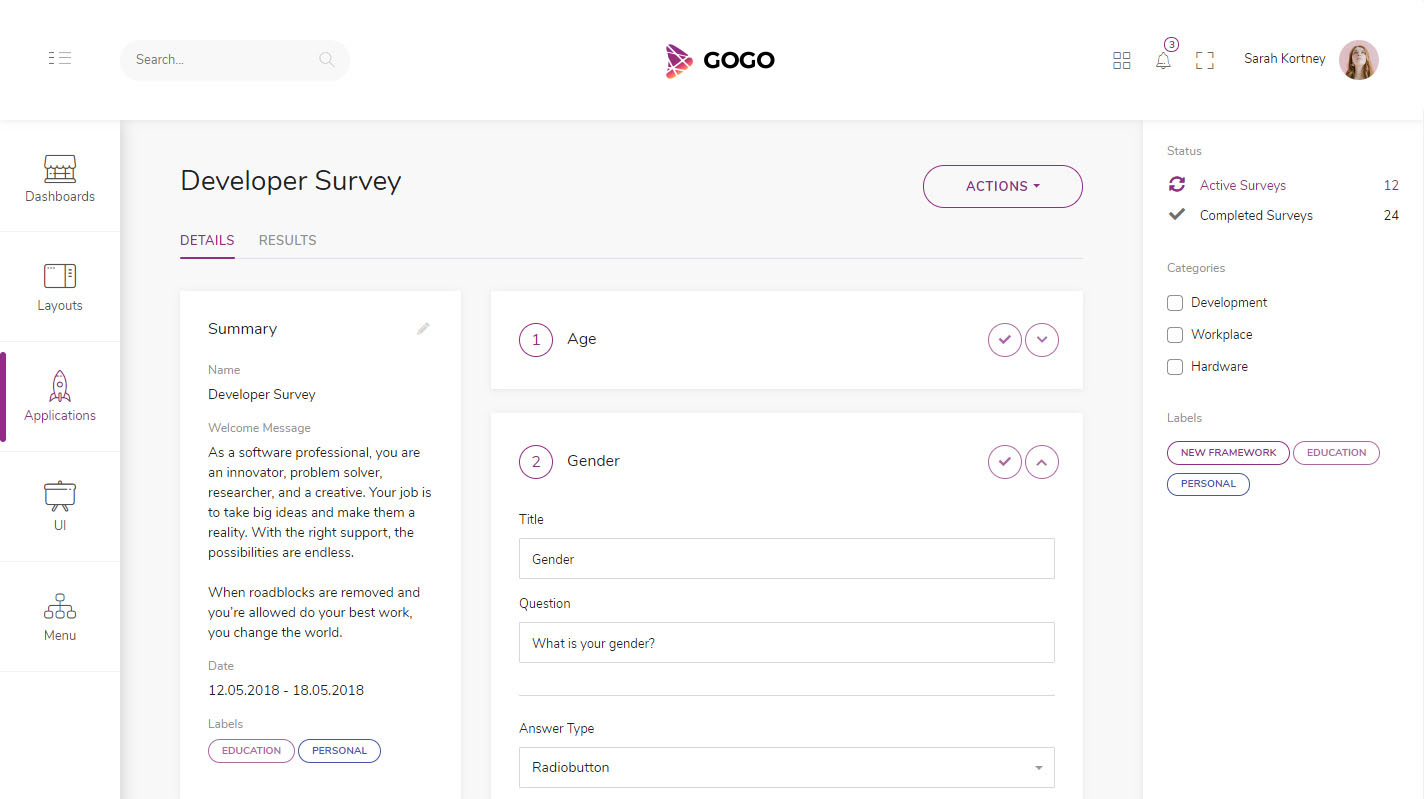 Search...
GOGO
3
Sarah Kortney
Dashboards
Layouts
Applications
UI
Menu
Developer Survey
ACTIONS
DETAILS
RESULTS
Summary
Name
Developer Survey
Welcome Message
As a software professional, you are
an innovator, problem solver,
researcher, and a creative. Your job is
to take big ideas and make them a
reality. With the right support, the
possibilities are endless.
When roadblocks are removed and
you're allowed do your best work,
you change the world.
Date
12.05.2018 - 18.05.2018
Labels
EDUCATION
PERSONAL
1
Age
2
Gender
Title
Gender
Question
What is your gender?
Answer Type
Radiobutton
Status
Active Surveys 12
Completed Surveys 24
Categories
Development
Workplace
Hardware
Labels
NEW FRAMEWORK
EDUCATION
PERSONAL